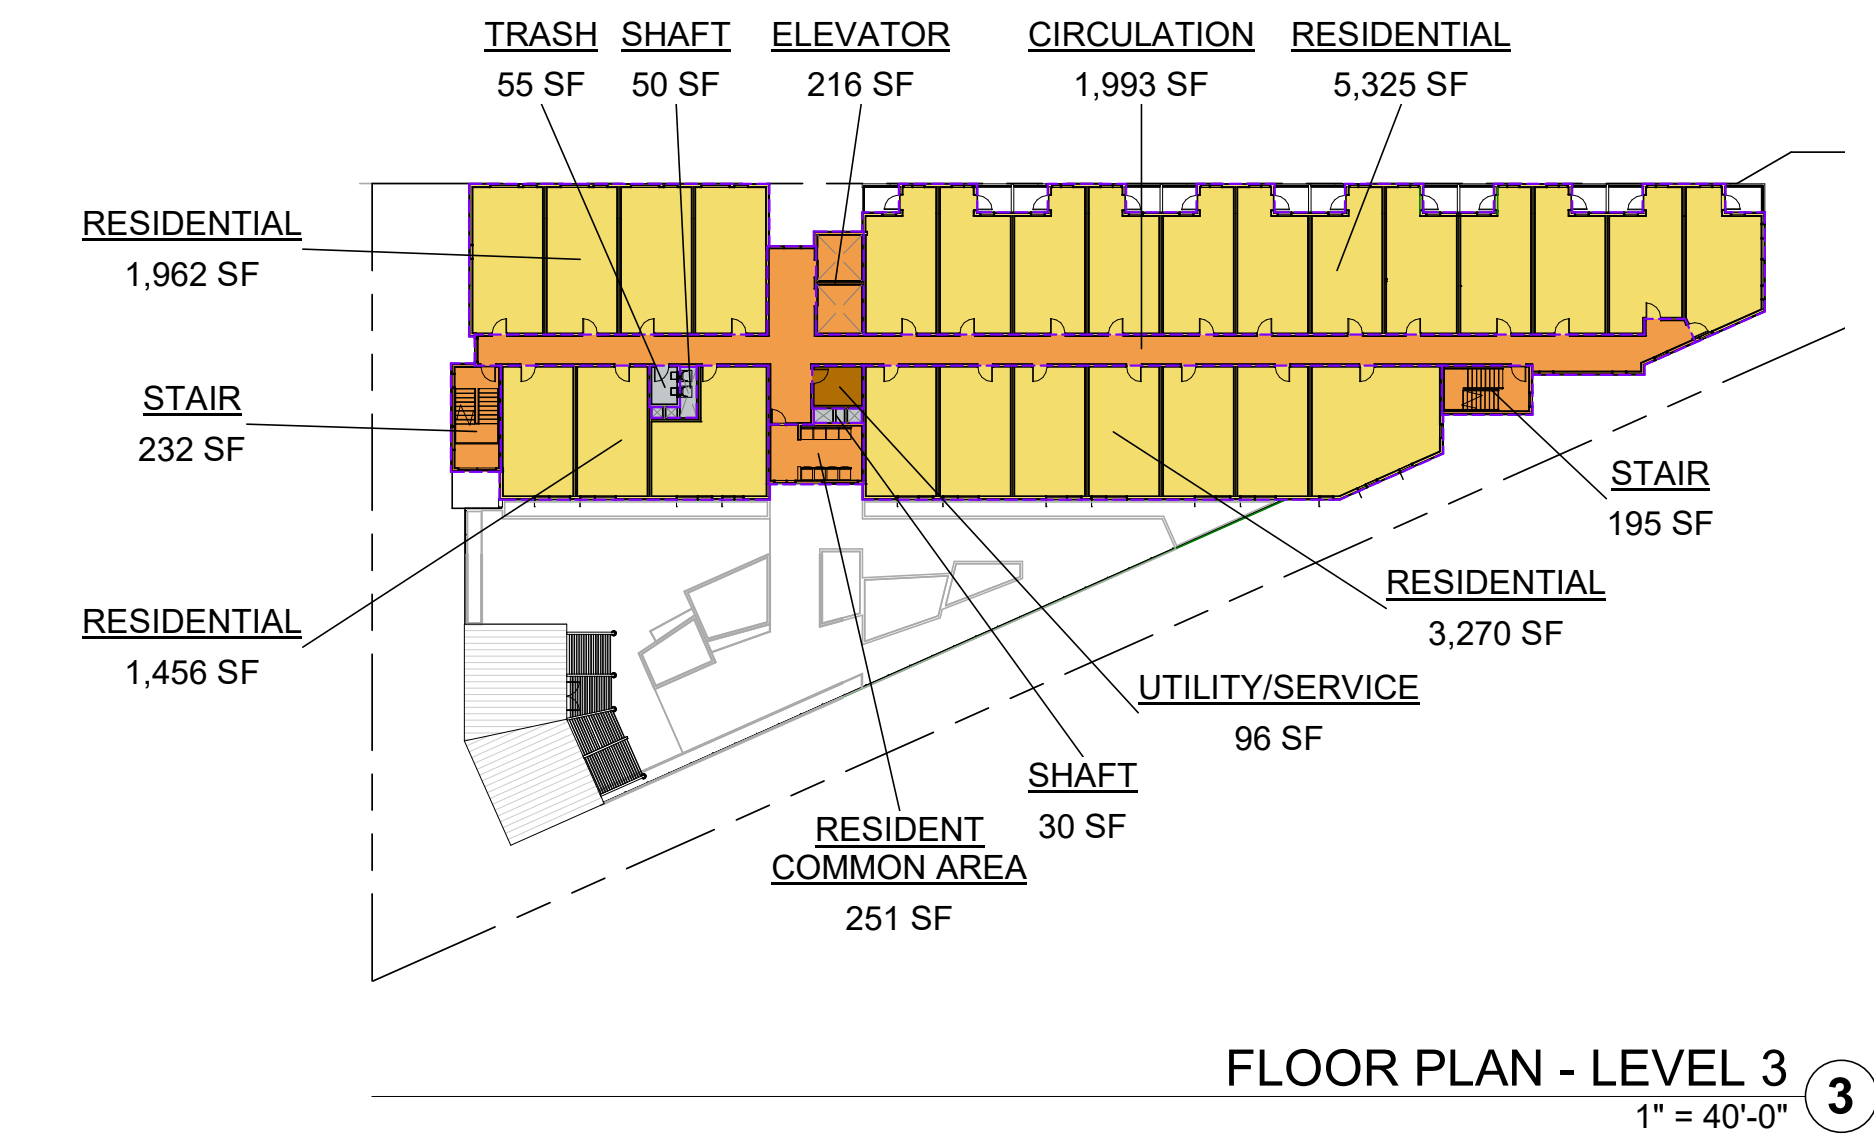 TRASH
55 SF
SHAFT
50 SF
ELEVATOR
216 SF
CIRCULATION
1,993 SF
RESIDENTIAL
5,325 SF
RESIDENTIAL
1,962 SF
STAIR
232 SF
RESIDENTIAL
1,456 SF
STAIR
195 SF
RESIDENTIAL
3,270 SF
UTILITY/SERVICE
96 SF
SHAFT
30 SF
RESIDENT
COMMON AREA
251 SF
FLOOR PLAN - LEVEL 3
1" = 40'-0"
3